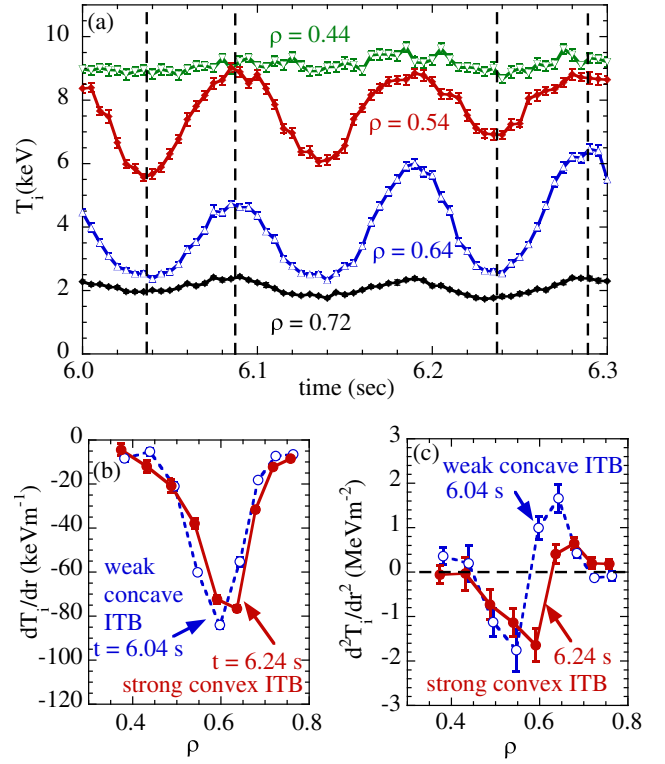 (a)
ρ = 0.44
ρ = 0.54
ρ = 0.64
ρ = 0.72
T_i(keV)
10
8
6
4
2
0
6.0 6.1 6.2 6.3
time (sec)
(b)
dT_i/dr (keVm⁻¹)
0
-20
-40
-60
-80
-100
-120
weak
concave
ITB
t = 6.04 s
t = 6.24 s
strong convex ITB
0.4 0.6 0.8
ρ
(c)
d²T_i/dr² (MeVm⁻²)
3
2
1
0
-1
-2
-3
weak concave ITB
6.04 s
6.24 s
strong convex ITB
0.4 0.6 0.8
ρ